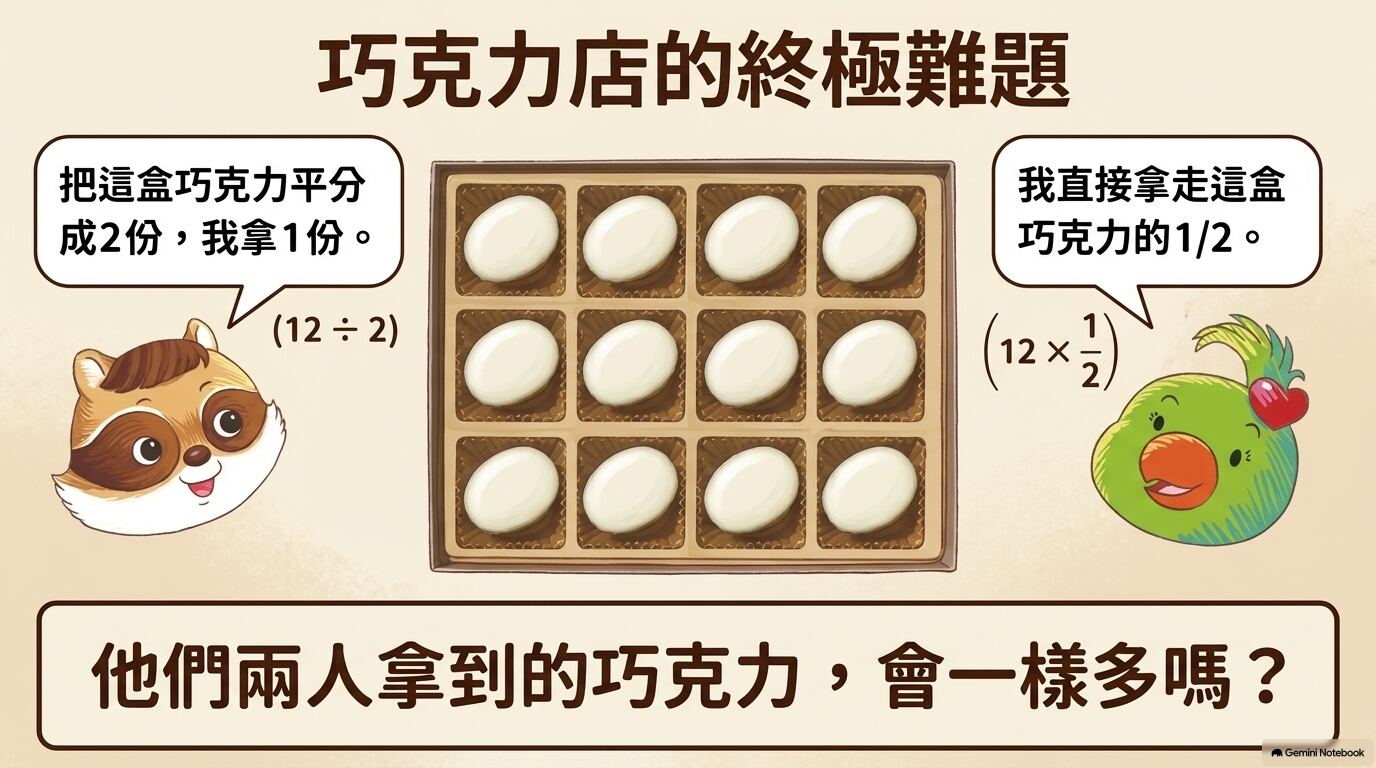 巧克力店的終極難題
把這盒巧克力平分
成2份，我拿1份。
(12 ÷ 2)
我直接拿走這盒
巧克力的1/2。
(12 × 1/2)
他們兩人拿到的巧克力，會一樣多嗎？
Gemini Notebook